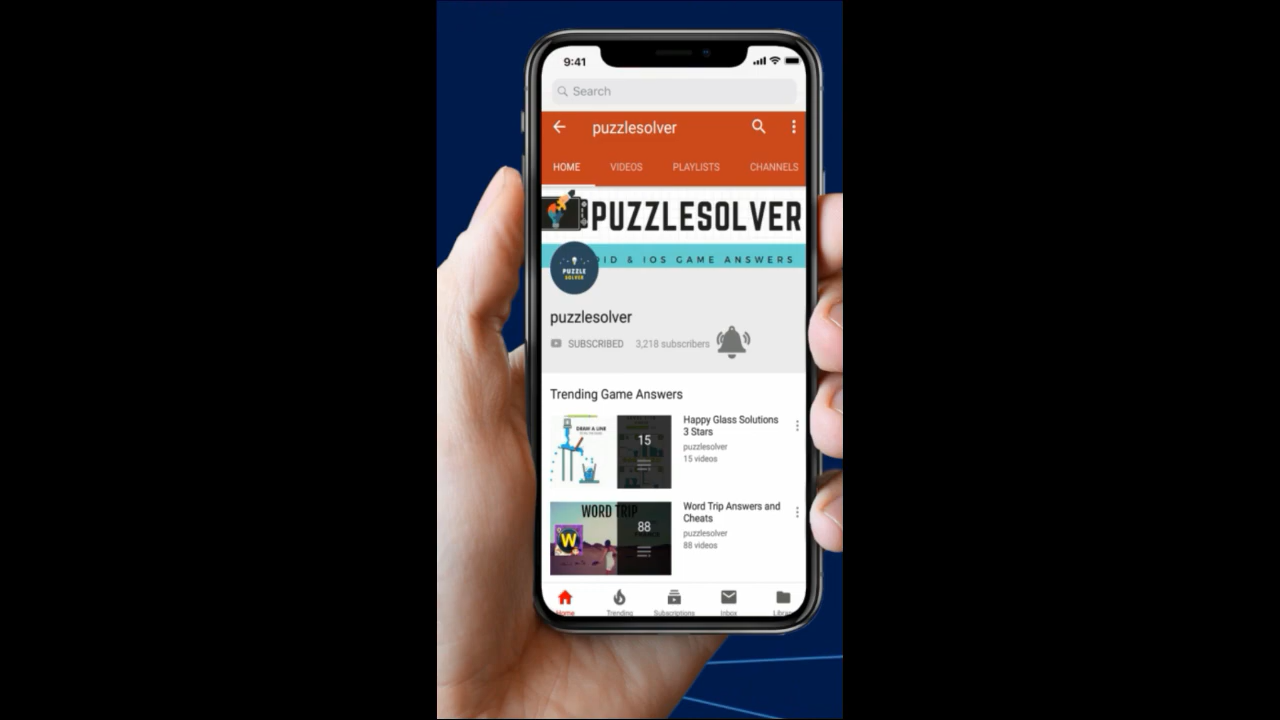 9:41
Search
puzzlesolver
HOME VIDEOS PLAYLISTS CHANNELS
PUZZLESOLVER
PUZZLE
SOLVER
& IOS GAME ANSWERS
puzzlesolver
SUBSCRIBED 3,218 subscribers
Trending Game Answers
DRAW A LINE
15
Happy Glass Solutions
3 Stars
puzzlesolver
15 videos
WORD TRIP
W
88
Word Trip Answers and
Cheats
puzzlesolver
88 videos
Home Trending Subscriptions Inbox